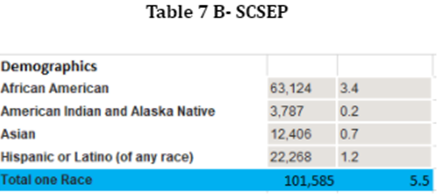 Table 7 B- SCSEP
Demographics
African American 63,124 3.4
American Indian and Alaska Native 3,787 0.2
Asian 12,406 0.7
Hispanic or Latino (of any race) 22,268 1.2
Total one Race 101,585 5.5